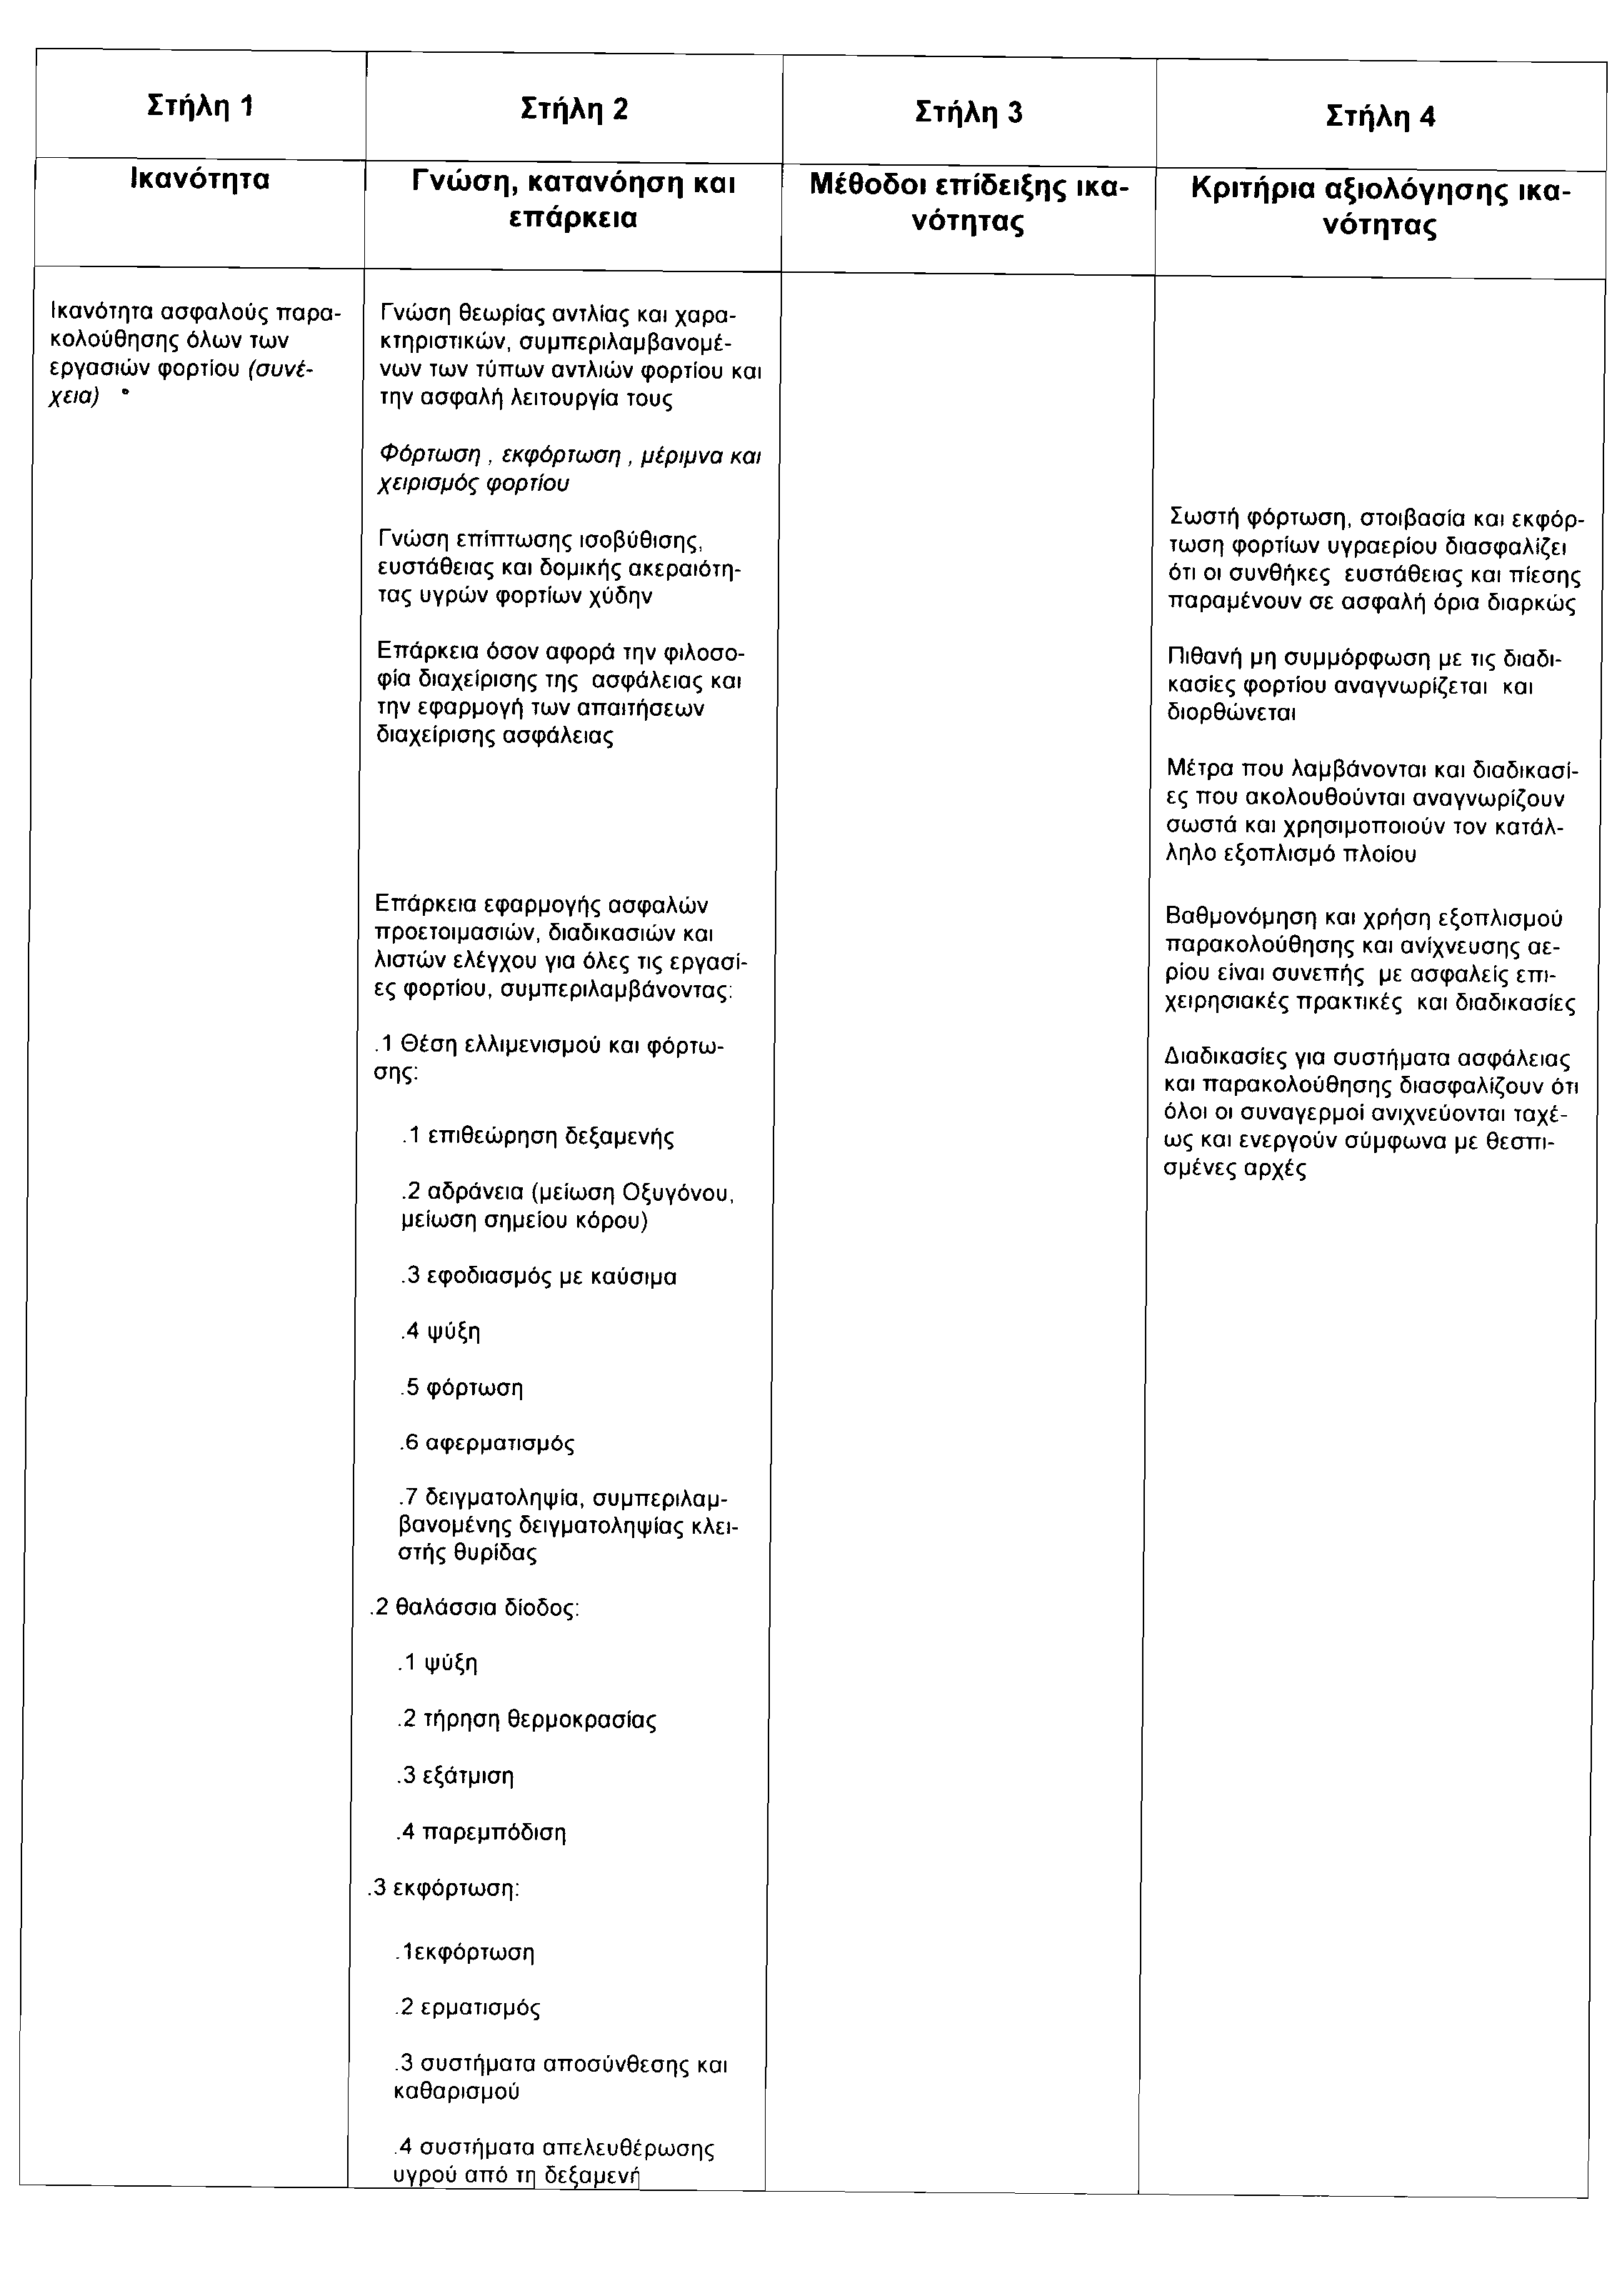 Στήλη 1
Στήλη 2
Στήλη 3
Στήλη 4
Ικανότητα
Γνώση, κατανόηση και
επάρκεια
Μέθοδοι επίδειξης ικα-
νότητας
Κριτήρια αξιολόγησης ικα-
νότητας
Ικανότητα ασφαλούς παρα-
κολούθησης όλων των
εργασιών φορτίου (συνέ-
χεια)
Γνώση θεωρίας αντλίας και χαρα-
κτηριστικών, συμπεριλαμβανομέ-
νων των τύπων αντλιών φορτίου και
την ασφαλή λειτουργία τους
Φόρτωση , εκφόρτωση , μέριμνα και
χειρισμός φορτίου
Γνώση επίπτωσης ισοβύθισης,
ευστάθειας και δομικής ακεραιότη-
τας υγρών φορτίων χύδην
Επάρκεια όσον αφορά την φιλοσο-
φία διαχείρισης της ασφάλειας και
την εφαρμογή των απαιτήσεων
διαχείρισης ασφάλειας
Επάρκεια εφαρμογής ασφαλών
προετοιμασιών, διαδικασιών και
λιστών ελέγχου για όλες τις εργασί-
ες φορτίου, συμπεριλαμβάνοντας:
.1 Θέση ελλιμενισμού και φόρτω-
σης:
.1 επιθεώρηση δεξαμενής
.2 αδράνεια (μείωση Οξυγόνου,
μείωση σημείου κόρου)
.3 εφοδιασμός με καύσιμα
.4 ψύξη
.5 φόρτωση
.6 αφερματισμός
.7 δειγματοληψία, συμπεριλαμ-
βανομένης δειγματοληψίας κλει-
στής θυρίδας
.2 θαλάσσια δίοδος:
.1 ψύξη
.2 τήρηση θερμοκρασίας
.3 εξάτμιση
.4 παρεμπόδιση
.3 εκφόρτωση:
.1εκφόρτωση
.2 ερματισμός
.3 συστήματα αποσύνθεσης και
καθαρισμού
.4 συστήματα απελευθέρωσης
υγρού από τη δεξαμενή
Σωστή φόρτωση, στοιβασία και εκφόρ-
τωση φορτίων υγραερίου διασφαλίζει
ότι οι συνθήκες ευστάθειας και πίεσης
παραμένουν σε ασφαλή όρια διαρκώς
Πιθανή μη συμμόρφωση με τις διαδι-
κασίες φορτίου αναγνωρίζεται και
διορθώνεται
Μέτρα που λαμβάνονται και διαδικασί-
ες που ακολουθούνται αναγνωρίζουν
σωστά και χρησιμοποιούν τον κατάλ-
ληλο εξοπλισμό πλοίου
Βαθμονόμηση και χρήση εξοπλισμού
παρακολούθησης και ανίχνευσης αε-
ρίου είναι συνεπής με ασφαλείς επι-
χειρησιακές πρακτικές και διαδικασίες
Διαδικασίες για συστήματα ασφάλειας
και παρακολούθησης διασφαλίζουν ότι
όλοι οι συναγερμοί ανιχνεύονται ταχέ-
ως και ενεργούν σύμφωνα με θεσπι-
σμένες αρχές